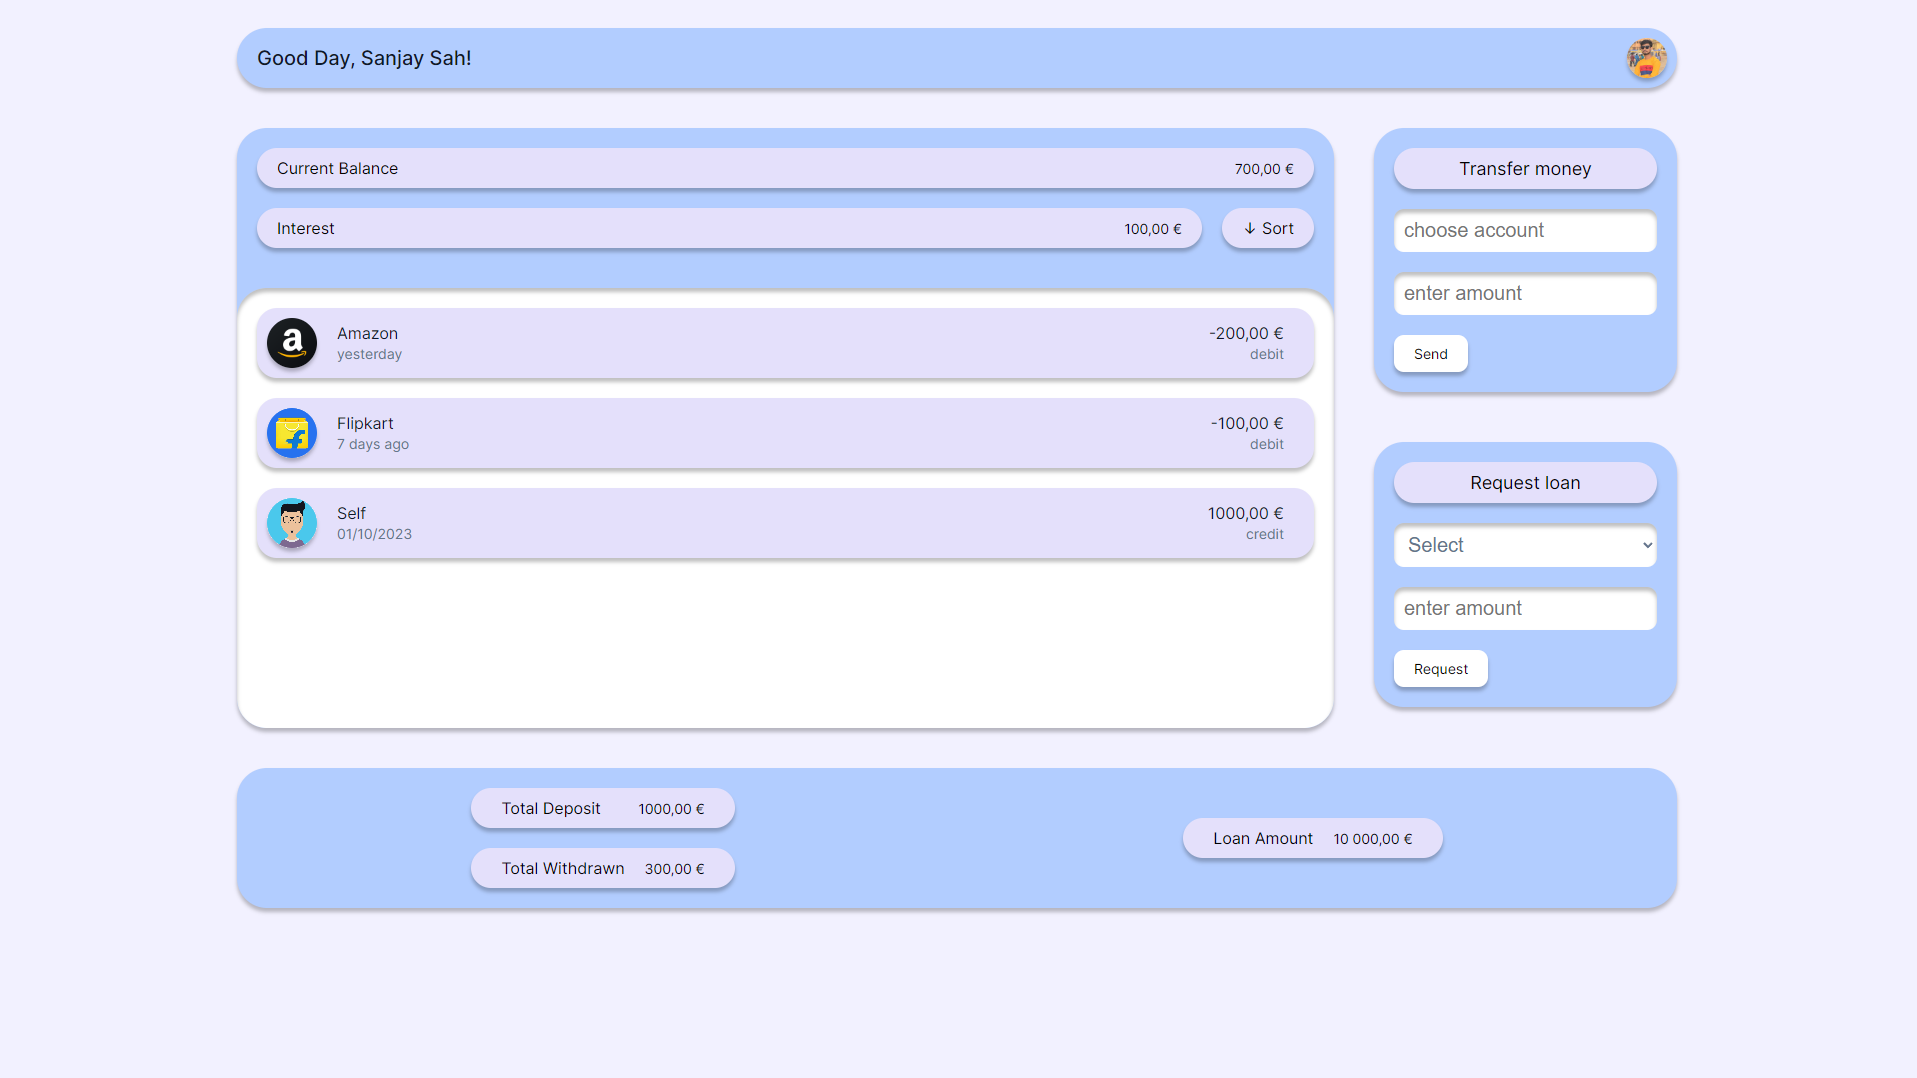 Good Day, Sanjay Sah!
Current Balance 700,00 €
Interest 100,00 €
↓ Sort
Amazon -200,00 €
yesterday debit
Flipkart -100,00 €
7 days ago debit
Self 1000,00 €
01/10/2023 credit
Transfer money
choose account
enter amount
Send
Request loan
Select
enter amount
Request
Total Deposit 1000,00 €
Total Withdrawn 300,00 €
Loan Amount 10 000,00 €